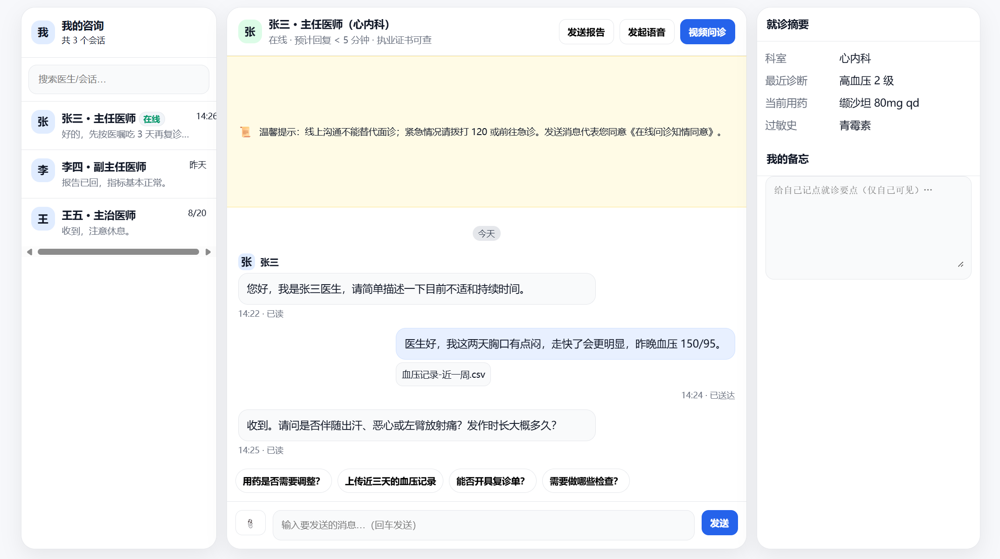 我
我的咨询
共 3 个会话
搜索医生/会话...
张
张三 • 主任医师 在线
14:26
好的，先按医嘱吃 3 天再复诊...
李
李四 • 副主任医师
昨天
报告已回，指标基本正常。
王
王五 • 主治医师
8/20
收到，注意休息。
张
张三 • 主任医师（心内科）
在线 · 预计回复 < 5 分钟 · 执业证书可查
发送报告
发起语音
视频问诊
温馨提示：线上沟通不能替代面诊；紧急情况请拨打 120 或前往急诊。发送消息代表您同意《在线问诊知情同意》。
今天
张 张三
您好，我是张三医生，请简单描述一下目前不适和持续时间。
14:22 · 已读
医生好，我这两天胸口有点闷，走快了会更明显，昨晚血压 150/95。
血压记录-近一周.csv
14:24 · 已送达
收到。请问是否伴随出汗、恶心或左臂放射痛？发作时长大概多久？
14:25 · 已读
用药是否需要调整？
上传近三天的血压记录
能否开具复诊单？
需要做哪些检查？
输入要发送的消息...（回车发送）
发送
就诊摘要
科室 心内科
最近诊断 高血压 2 级
当前用药 缬沙坦 80mg qd
过敏史 青霉素
我的备忘
给自己记点就诊要点（仅自己可见）…